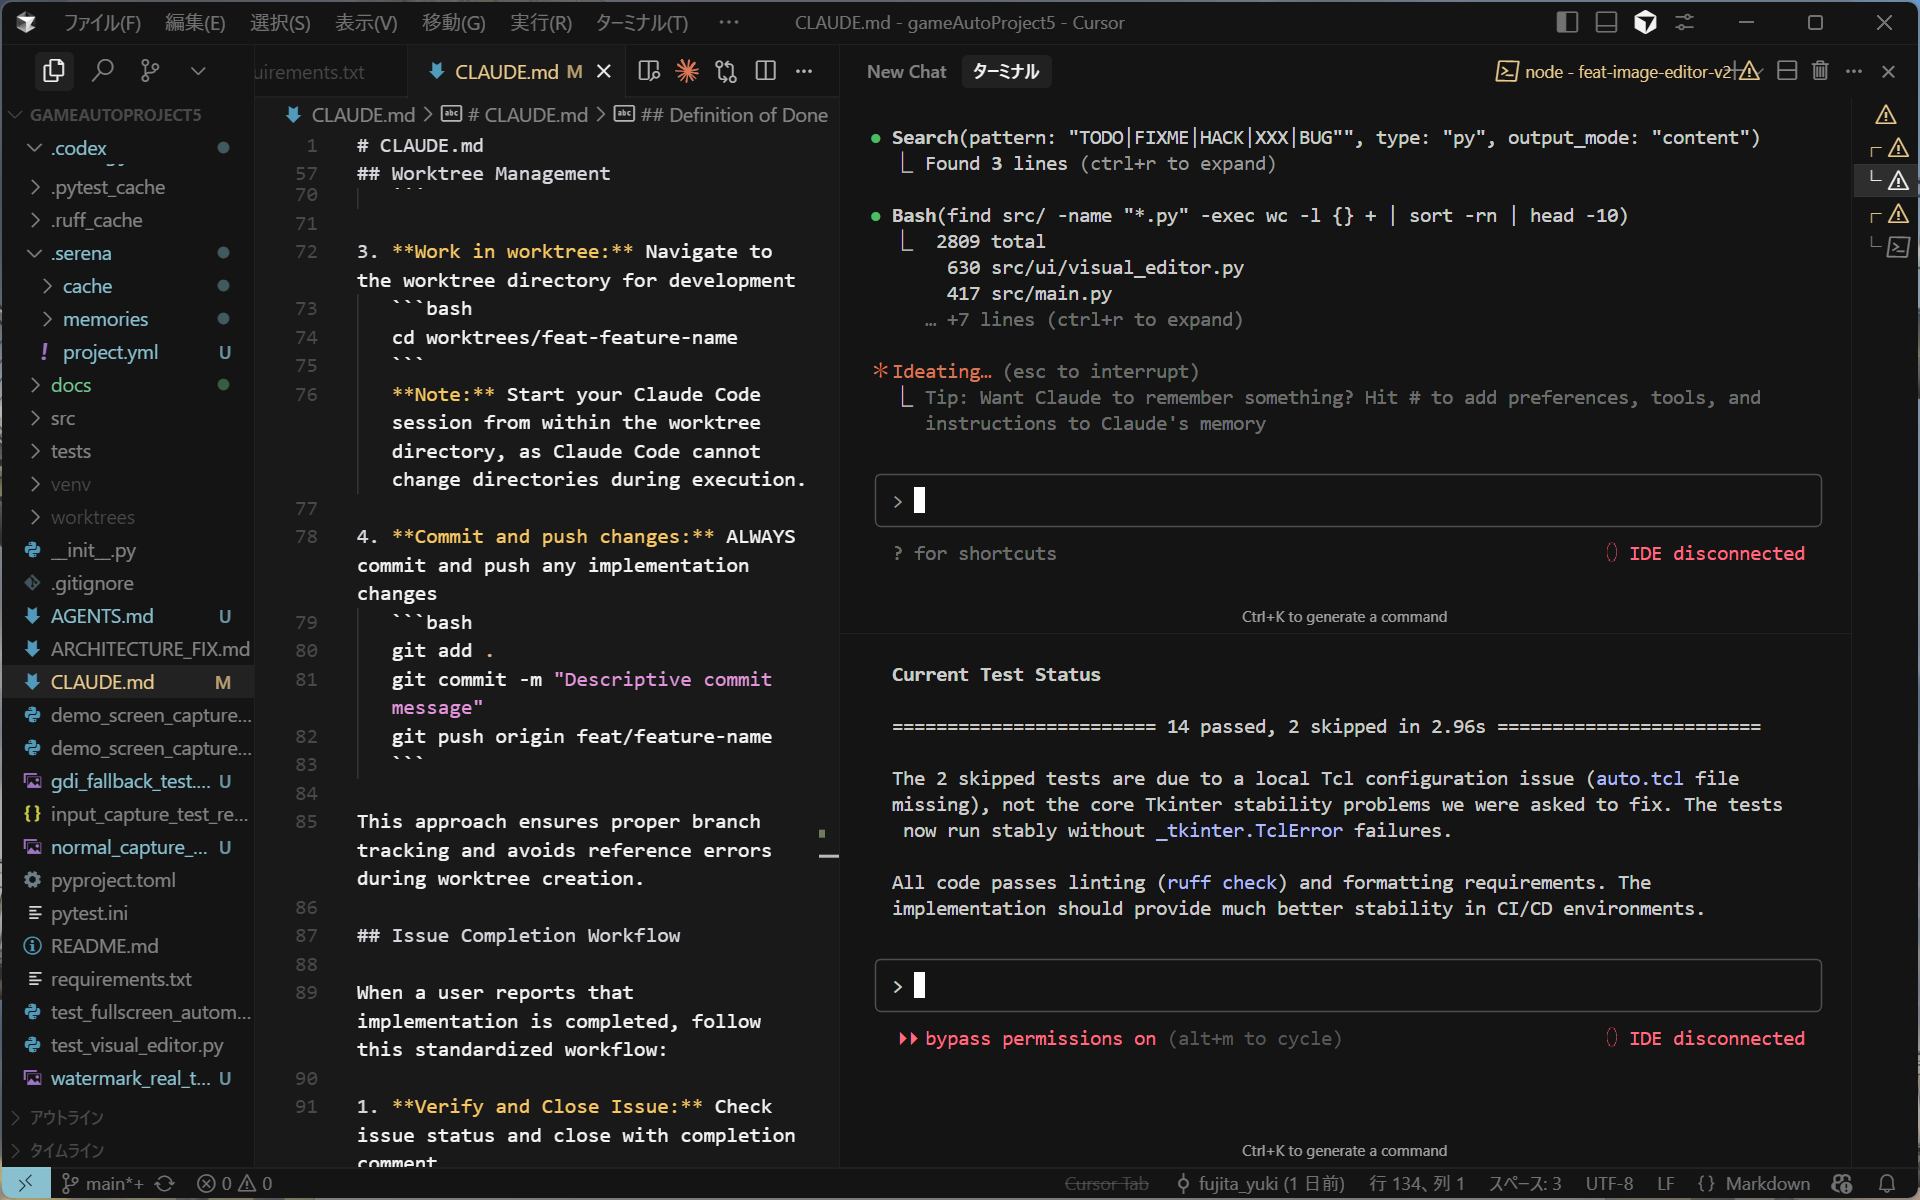 ファイル(F) 編集(E) 選択(S) 表示(V) 移動(G) 実行(R) ターミナル(T) ··· CLAUDE.md - gameAutoProject5 - Cursor
uirements.txt CLAUDE.md M
New Chat ターミナル node - feat-image-editor-v2
GAMEAUTOPROJECT5
.codex
.pytest_cache
.ruff_cache
.serena
cache
memories
! project.yml U
docs
src
tests
venv
worktrees
__init__.py
.gitignore
AGENTS.md U
ARCHITECTURE_FIX.md
CLAUDE.md M
demo_screen_capture...
demo_screen_capture...
gdi_fallback_test.... U
input_capture_test_re...
normal_capture_... U
pyproject.toml
pytest.ini
README.md
requirements.txt
test_fullscreen_autom...
test_visual_editor.py
watermark_real_t... U
アウトライン
タイムライン
CLAUDE.md > # CLAUDE.md > ## Definition of Done
1 # CLAUDE.md
57 ## Worktree Management
70 ```
71
72 3. **Work in worktree:** Navigate to
the worktree directory for development
73 ```bash
74 cd worktrees/feat-feature-name
75 ```
76 **Note:** Start your Claude Code
session from within the worktree
directory, as Claude Code cannot
change directories during execution.
77
78 4. **Commit and push changes:** ALWAYS
commit and push any implementation
changes
79 ```bash
80 git add .
81 git commit -m "Descriptive commit
message"
82 git push origin feat/feature-name
83 ```
84
85 This approach ensures proper branch
tracking and avoids reference errors
during worktree creation.
86
87 ## Issue Completion Workflow
88
89 When a user reports that
implementation is completed, follow
this standardized workflow:
90
91 1. **Verify and Close Issue:** Check
issue status and close with completion
comment
● Search(pattern: "TODO|FIXME|HACK|XXX|BUG"", type: "py", output_mode: "content")
Found 3 lines (ctrl+r to expand)
● Bash(find src/ -name "*.py" -exec wc -l {} + | sort -rn | head -10)
2809 total
630 src/ui/visual_editor.py
417 src/main.py
… +7 lines (ctrl+r to expand)
* Ideating… (esc to interrupt)
Tip: Want Claude to remember something? Hit # to add preferences, tools, and
instructions to Claude's memory
>
? for shortcuts IDE disconnected
Ctrl+K to generate a command
Current Test Status
======================== 14 passed, 2 skipped in 2.96s ========================
The 2 skipped tests are due to a local Tcl configuration issue (auto.tcl file
missing), not the core Tkinter stability problems we were asked to fix. The tests
now run stably without _tkinter.TclError failures.
All code passes linting (ruff check) and formatting requirements. The
implementation should provide much better stability in CI/CD environments.
>
bypass permissions on (alt+m to cycle) IDE disconnected
Ctrl+K to generate a command
main*+ 0 0 Cursor Tab fujita_yuki (1 日前) 行 134、列 1 スペース: 3 UTF-8 LF {} Markdown